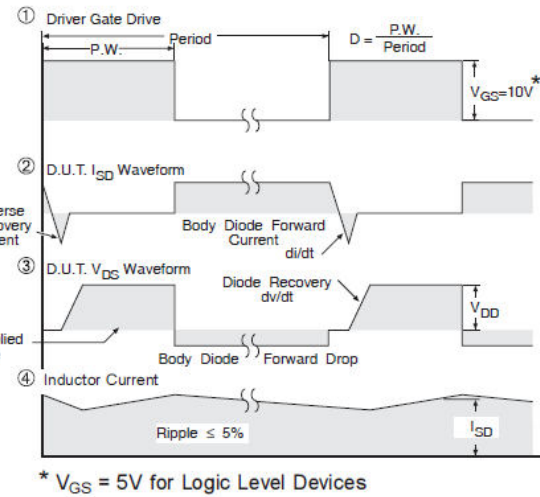 ① Driver Gate Drive
P.W.
Period
D = P.W.
Period
VGS=10V *
② D.U.T. ISD Waveform
Body Diode Forward
Current
di/dt
③ D.U.T. VDS Waveform
Diode Recovery
dv/dt
VDD
Body Diode Forward Drop
④ Inductor Current
Ripple ≤ 5%
ISD
* VGS = 5V for Logic Level Devices